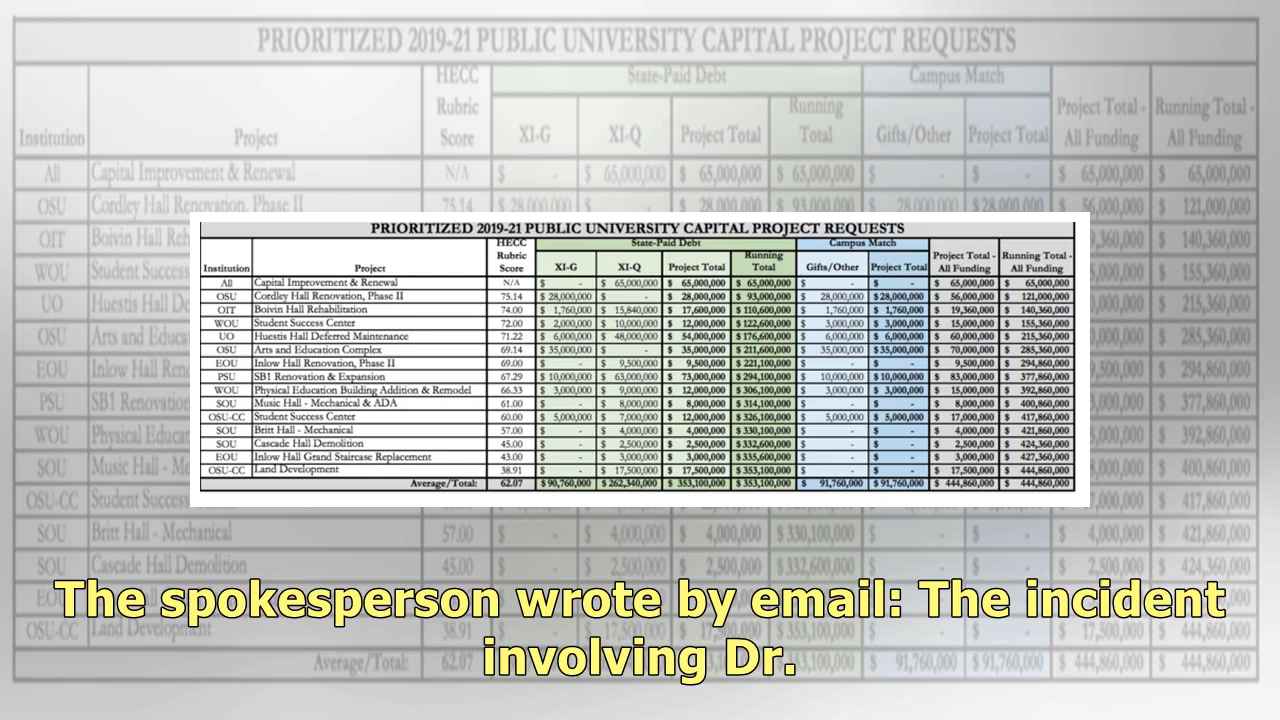 PRIORITIZED 2019-21 PUBLIC UNIVERSITY CAPITAL PROJECT REQUESTS
Institution Project HECC Rubric Score State-Paid Debt Campus Match Project Total - All Funding Running Total - All Funding
XI-G XI-Q Project Total Running Total Gifts/Other Project Total
All Capital Improvement & Renewal N/A $ - $ 65,000,000 $ 65,000,000 $ 65,000,000 $ - $ - $ 65,000,000 $ 65,000,000
OSU Cordley Hall Renovation, Phase II 75.14 $ 28,000,000 $ - $ 28,000,000 $ 93,000,000 $ 28,000,000 $28,000,000 $ 56,000,000 $ 121,000,000
OIT Boivin Hall Rehabilitation 74.00 $ 1,760,000 $ 15,840,000 $ 17,600,000 $ 110,600,000 $ 1,760,000 $ 1,760,000 $ 19,360,000 $ 140,360,000
WOU Student Success Center 72.00 $ 2,000,000 $ 10,000,000 $ 12,000,000 $ 122,600,000 $ 3,000,000 $ 3,000,000 $ 15,000,000 $ 155,360,000
UO Huestis Hall Deferred Maintenance 71.22 $ 6,000,000 $ 48,000,000 $ 54,000,000 $ 176,600,000 $ 6,000,000 $ 6,000,000 $ 60,000,000 $ 215,360,000
OSU Arts and Education Complex 69.14 $ 35,000,000 $ - $ 35,000,000 $ 211,600,000 $ 35,000,000 $35,000,000 $ 70,000,000 $ 285,360,000
EOU Inlow Hall Renovation, Phase II 69.00 $ - $ 9,500,000 $ 9,500,000 $ 221,100,000 $ - $ - $ 9,500,000 $ 294,860,000
PSU SB1 Renovation & Expansion 67.29 $ 10,000,000 $ 63,000,000 $ 73,000,000 $ 294,100,000 $ 10,000,000 $10,000,000 $ 83,000,000 $ 377,860,000
WOU Physical Education Building Addition & Remodel 66.33 $ 3,000,000 $ 9,000,000 $ 12,000,000 $ 306,100,000 $ 3,000,000 $ 3,000,000 $ 15,000,000 $ 392,860,000
SOU Music Hall - Mechanical & ADA 61.00 $ - $ 8,000,000 $ 8,000,000 $ 314,100,000 $ - $ - $ 8,000,000 $ 400,860,000
OSU-CC Student Success Center 60.00 $ 5,000,000 $ 7,000,000 $ 12,000,000 $ 326,100,000 $ 5,000,000 $ 5,000,000 $ 17,000,000 $ 417,860,000
SOU Britt Hall - Mechanical 57.00 $ - $ 4,000,000 $ 4,000,000 $ 330,100,000 $ - $ - $ 4,000,000 $ 421,860,000
SOU Cascade Hall Demolition 45.00 $ - $ 2,500,000 $ 2,500,000 $ 332,600,000 $ - $ - $ 2,500,000 $ 424,360,000
EOU Inlow Hall Grand Staircase Replacement 43.00 $ - $ 3,000,000 $ 3,000,000 $ 335,600,000 $ - $ - $ 3,000,000 $ 427,360,000
OSU-CC Land Development 38.91 $ - $ 17,500,000 $ 17,500,000 $ 353,100,000 $ - $ - $ 17,500,000 $ 444,860,000
Average/Total: 62.07 $ 90,760,000 $ 262,340,000 $ 353,100,000 $ 353,100,000 $ 91,760,000 $ 91,760,000 $ 444,860,000 $ 444,860,000
The spokesperson wrote by email: The incident
involving Dr.